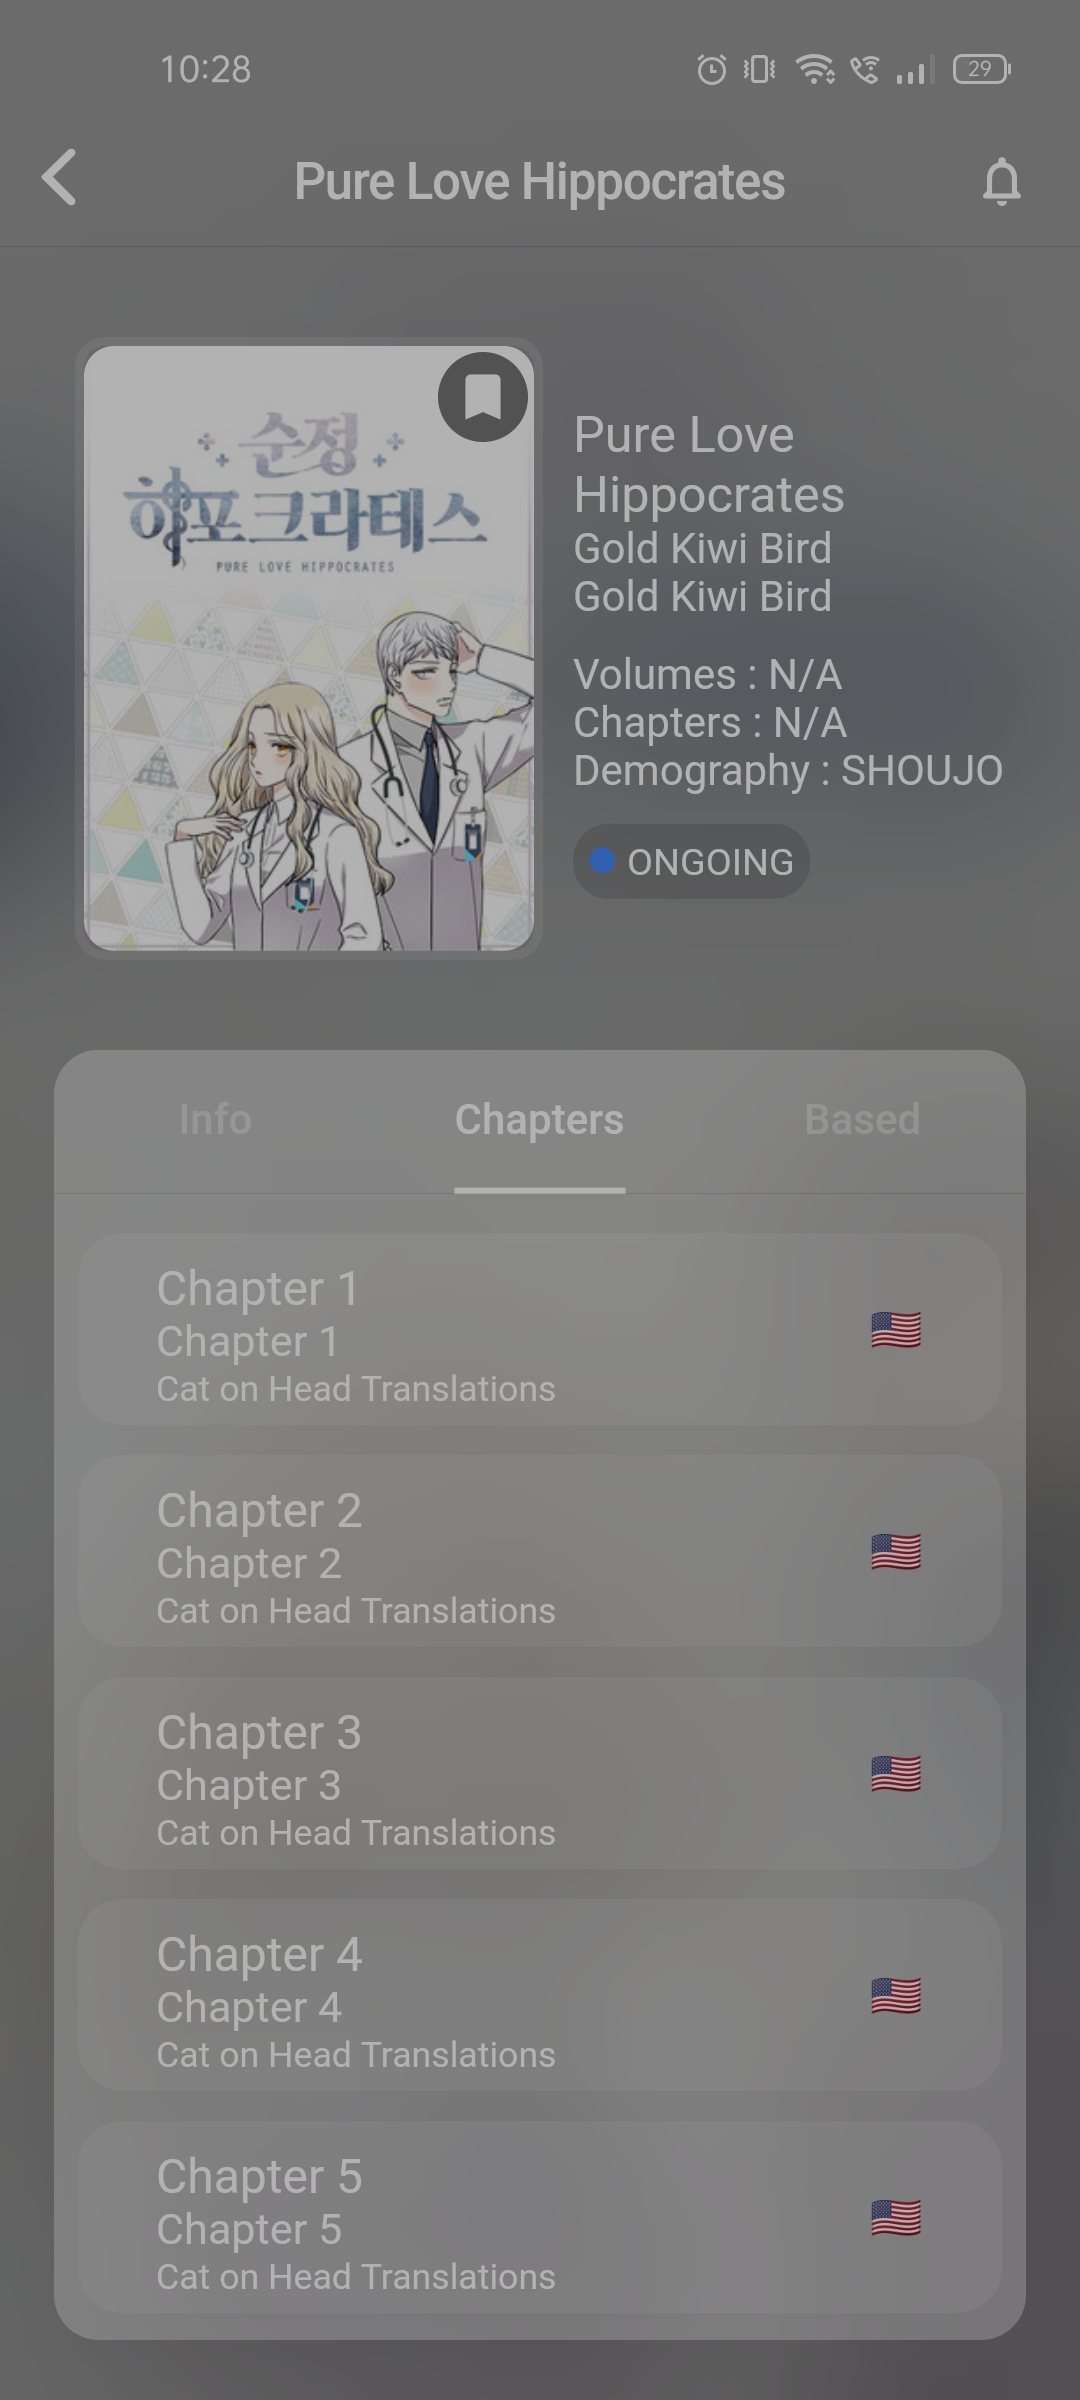 10:28
29
Pure Love Hippocrates
순정
히포크라테스
PURE LOVE HIPPOCRATES
Pure Love
Hippocrates
Gold Kiwi Bird
Gold Kiwi Bird
Volumes : N/A
Chapters : N/A
Demography : SHOUJO
ONGOING
Info
Chapters
Based
Chapter 1
Chapter 1
Cat on Head Translations
Chapter 2
Chapter 2
Cat on Head Translations
Chapter 3
Chapter 3
Cat on Head Translations
Chapter 4
Chapter 4
Cat on Head Translations
Chapter 5
Chapter 5
Cat on Head Translations